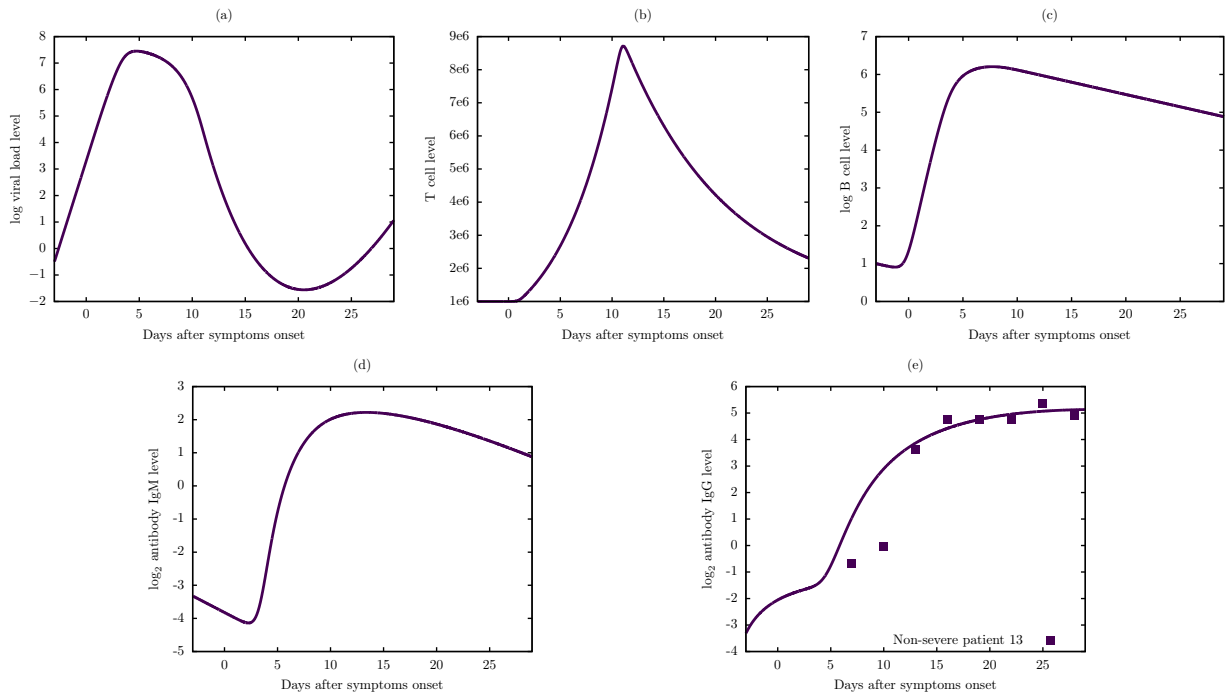 (a)
8
7
6
5
4
3
2
1
0
−1
−2
0 5 10 15 20 25
log viral load level
Days after symptoms onset
(b)
9e6
8e6
7e6
6e6
5e6
4e6
3e6
2e6
1e6
0 5 10 15 20 25
T cell level
Days after symptoms onset
(c)
7
6
5
4
3
2
1
0
0 5 10 15 20 25
log B cell level
Days after symptoms onset
(d)
3
2
1
0
-1
-2
-3
-4
-5
0 5 10 15 20 25
log₂ antibody IgM level
Days after symptoms onset
(e)
6
5
4
3
2
1
0
-1
-2
-3
-4
0 5 10 15 20 25
log₂ antibody IgG level
Non-severe patient 13
Days after symptoms onset